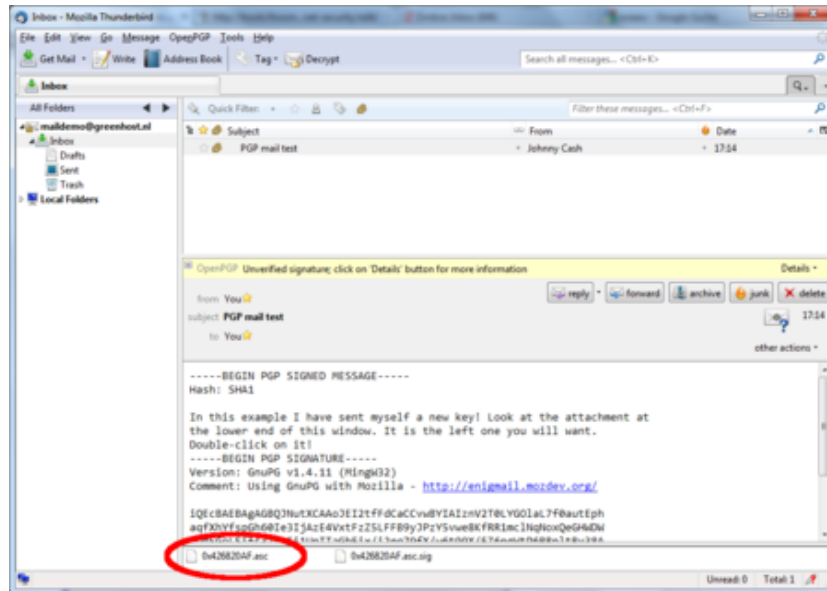 Inbox - Mozilla Thunderbird
File Edit View Go Message OpenPGP Tools Help
Get Mail Write Address Book Tag Decrypt Search all messages... <Ctrl+K>
Inbox
All Folders Quick Filter: Filter these messages... <Ctrl+F>
maildemo@greenhost.nl
Inbox
Drafts
Sent
Trash
Local Folders
Subject From Date
PGP mail test Johnny Cash 17:14
OpenPGP Unverified signature; click on 'Details' button for more information Details
from You reply forward archive junk delete
subject PGP mail test 17:14
to You
other actions
-----BEGIN PGP SIGNED MESSAGE-----
Hash: SHA1
In this example I have sent myself a new key! Look at the attachment at
the lower end of this window. It is the left one you will want.
Double-click on it!
-----BEGIN PGP SIGNATURE-----
Version: GnuPG v1.4.11 (MingW32)
Comment: Using GnuPG with Mozilla - http://enigmail.mozdev.org/
0x426820AF.asc 0x426820AF.asc.sig
Unread: 0 Total: 1